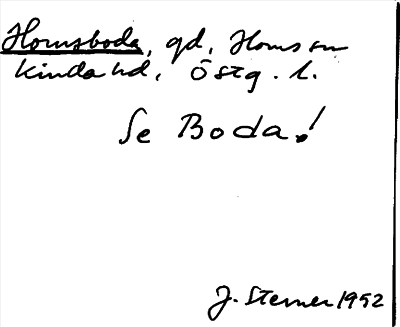 Hornsboda, gd, Horns sn
Kinda hd, Östg. l.
Se Boda!
J. Sterner 1952